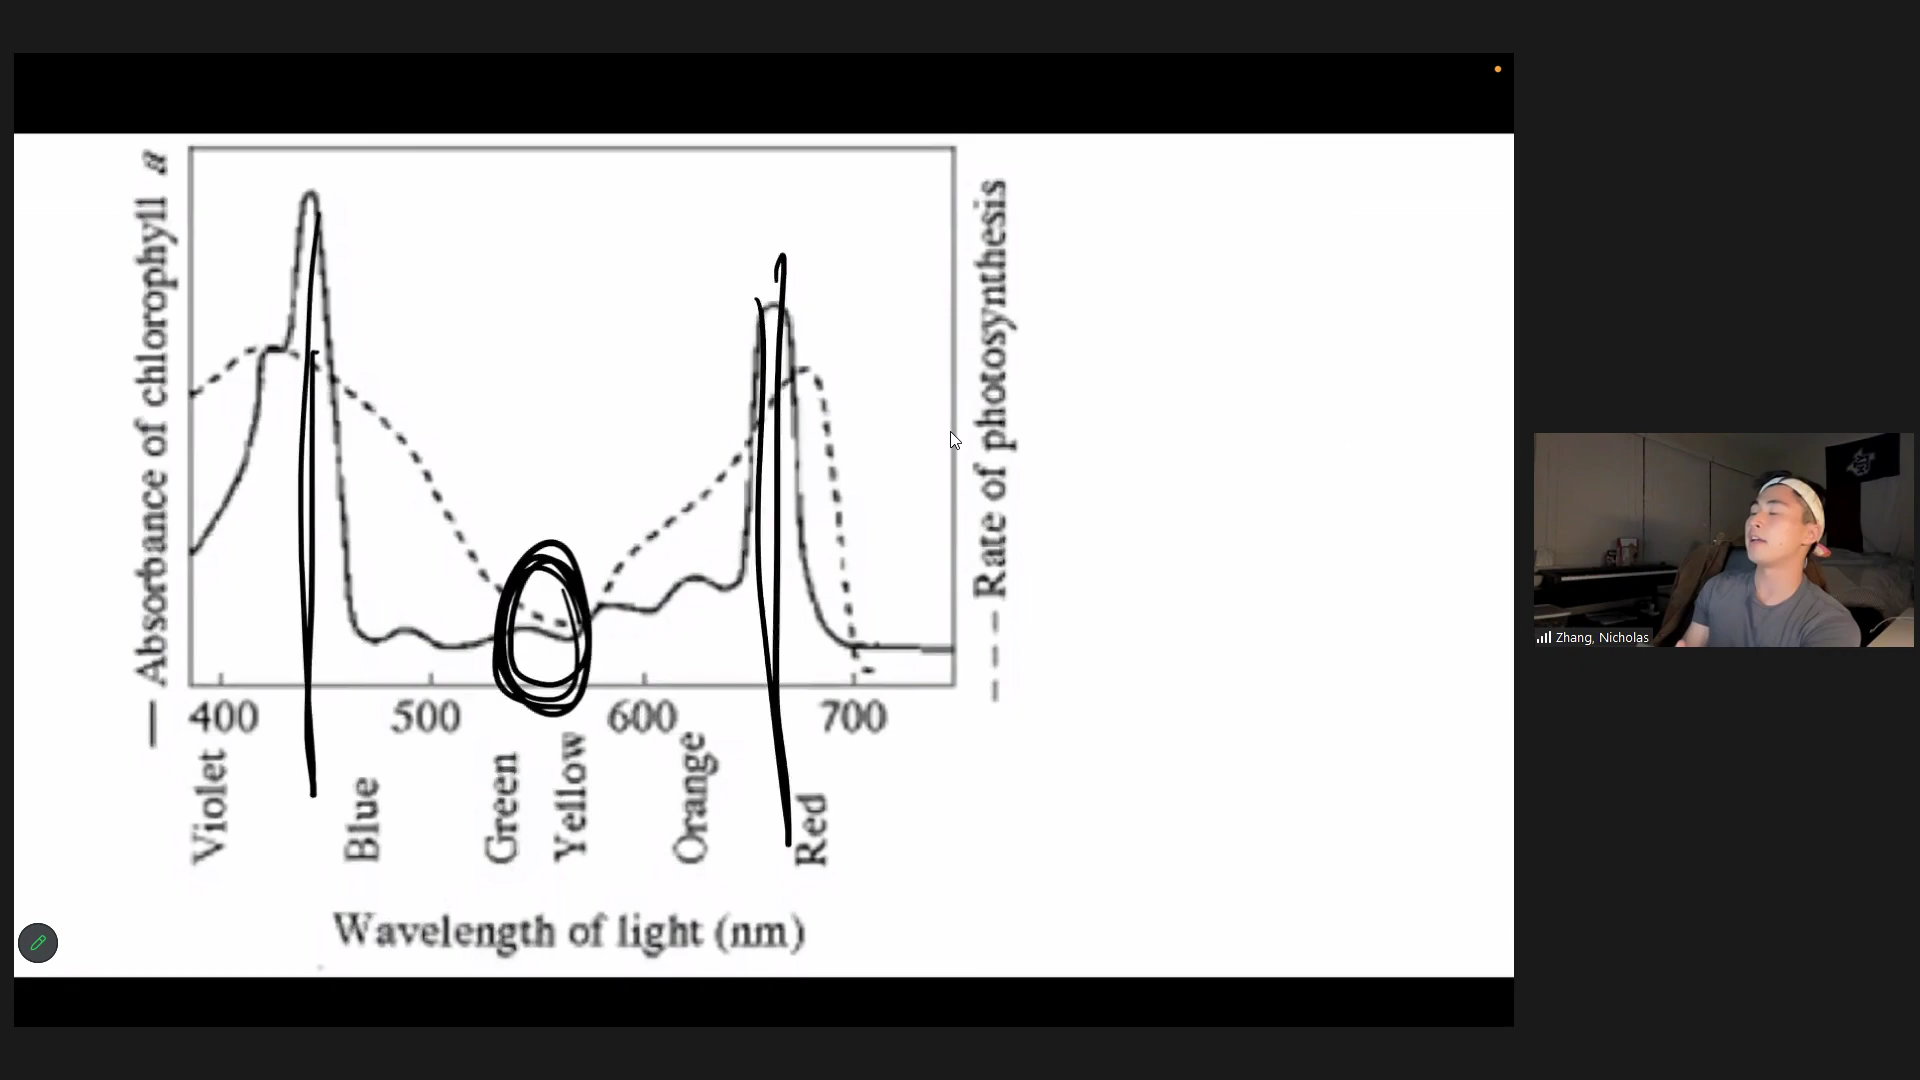 — Absorbance of chlorophyll a
--- Rate of photosynthesis
400 500 600 700
Violet
Blue
Green
Yellow
Orange
Red
Wavelength of light (nm)
Zhang, Nicholas